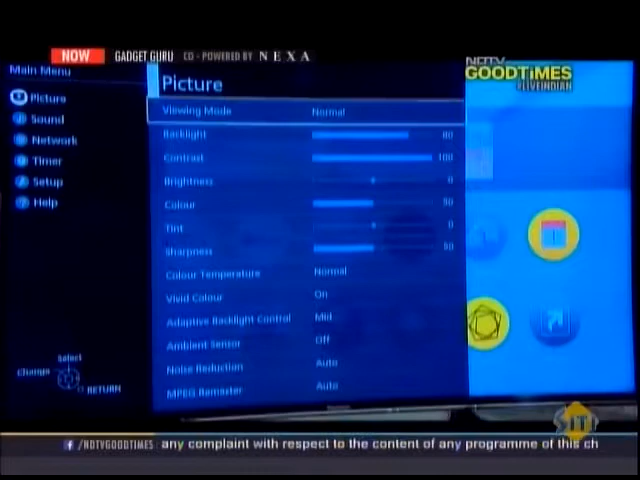 NOW GADGET GURU CO - POWERED BY NEXA
NDTV
GOODTiMES
#LIVEINDIAN
Main Menu
Picture
Sound
Network
Timer
Setup
Help
Select
Change
RETURN
Picture
Viewing Mode Normal
Backlight 80
Contrast 100
Brightness 0
Colour 50
Tint 0
Sharpness 50
Colour Temperature Normal
Vivid Colour On
Adaptive Backlight Control Mid
Ambient Sensor Off
Noise Reduction Auto
MPEG Remaster Auto
SITI
f /NDTVGOODTIMES any complaint with respect to the content of any programme of this ch